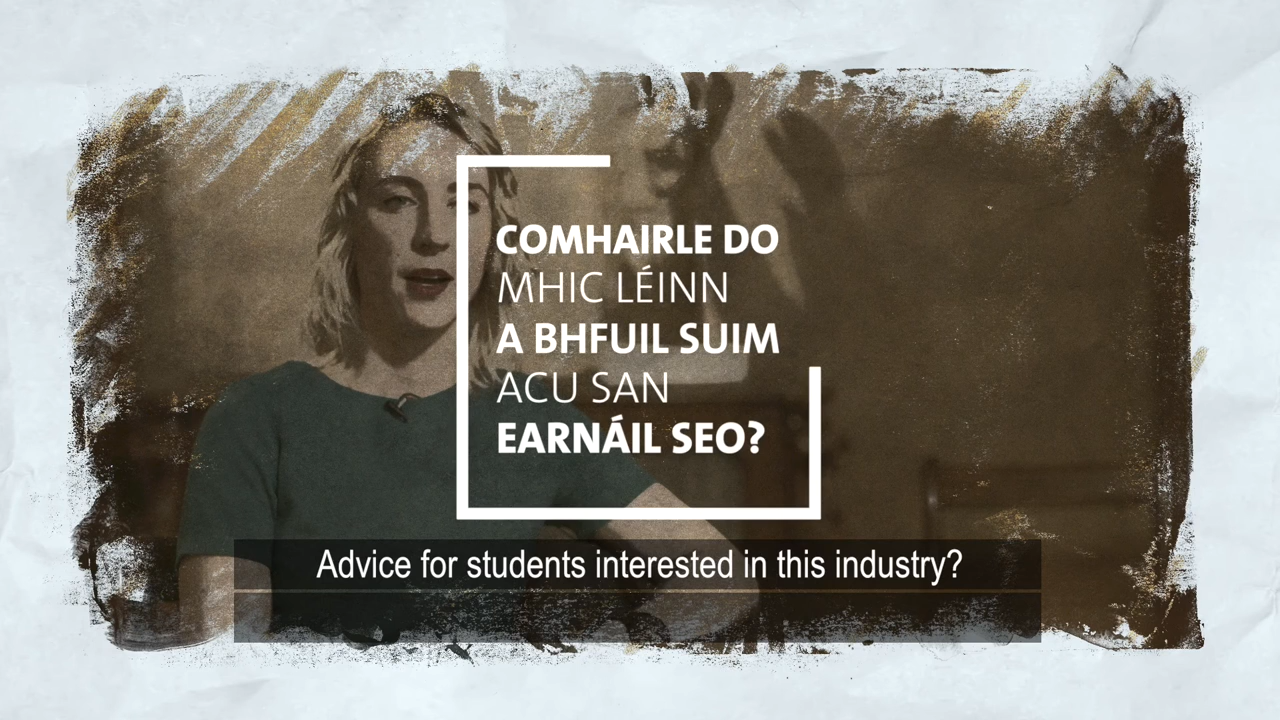 COMHAIRLE DO
MHIC LÉINN
A BHFUIL SUIM
ACU SAN
EARNÁIL SEO?
Advice for students interested in this industry?